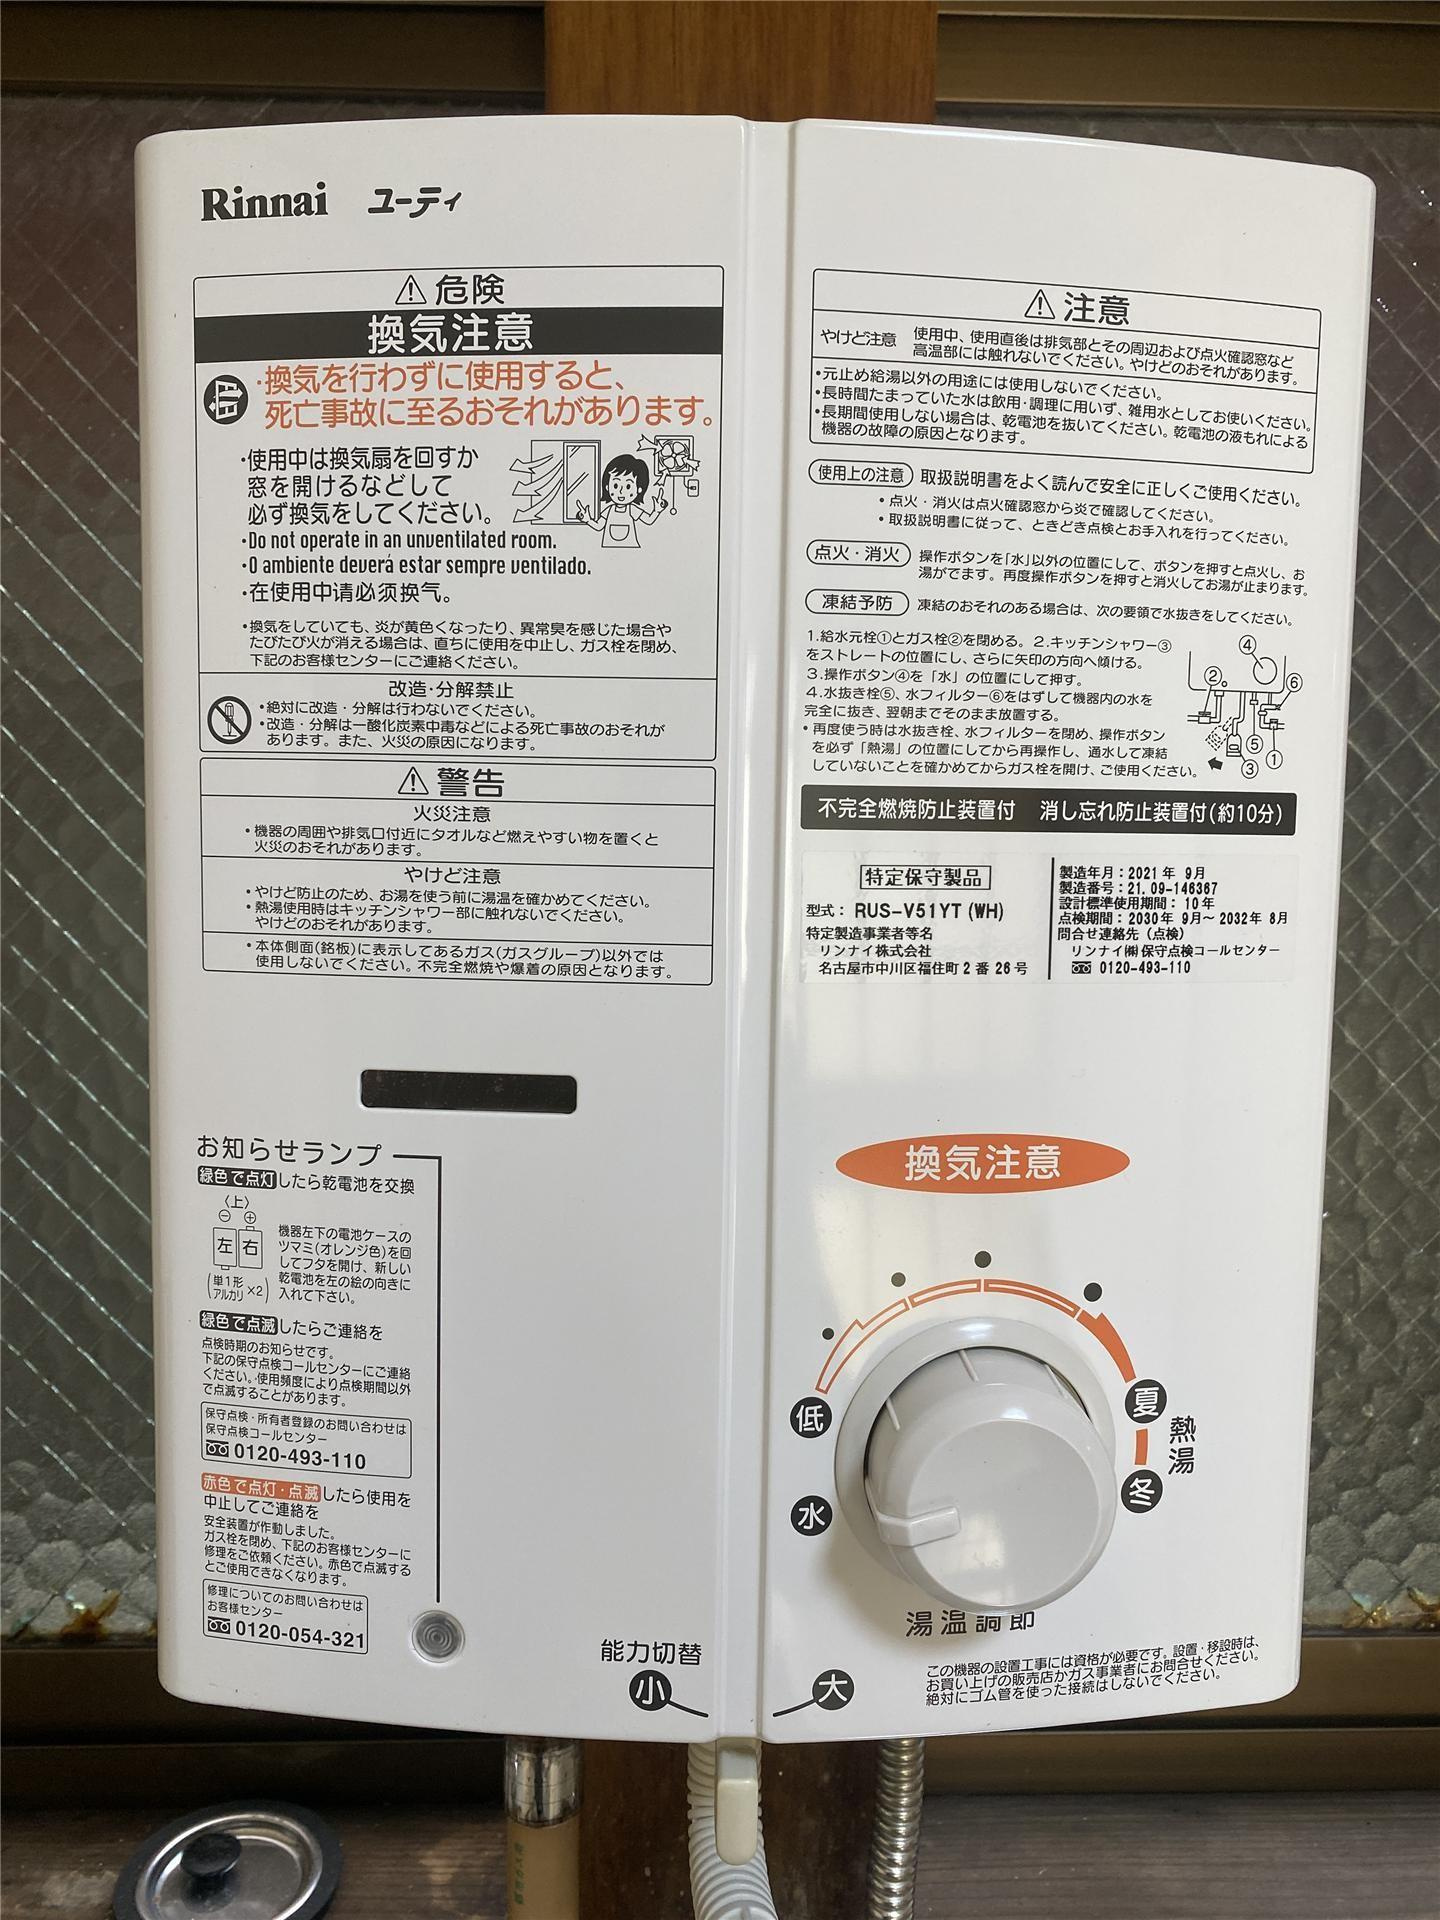 Rinnai ユーティ
⚠危険
換気注意
・換気を行わずに使用すると、
死亡事故に至るおそれがあります。
・使用中は換気扇を回すか
窓を開けるなどして
必ず換気をしてください。
・Do not operate in an unventilated room.
・O ambiente deverá estar sempre ventilado.
・在使用中请必须换气。
・換気をしていても、炎が黄色くなったり、異常臭を感じた場合や
たびたび火が消える場合は、直ちに使用を中止し、ガス栓を閉め、
下記のお客様センターにご連絡ください。
改造・分解禁止
・絶対に改造・分解は行わないでください。
・改造・分解は一酸化炭素中毒などによる死亡事故のおそれが
あります。また、火災の原因になります。
⚠警告
火災注意
・機器の周囲や排気口付近にタオルなど燃えやすい物を置くと
火災のおそれがあります。
やけど注意
・やけど防止のため、お湯を使う前に湯温を確かめてください。
・熱湯使用時はキッチンシャワー部に触れないでください。
やけどのおそれがあります。
・本体側面(銘板)に表示してあるガス(ガスグループ)以外では
使用しないでください。不完全燃焼や爆着の原因となります。
お知らせランプ
緑色で点灯したら乾電池を交換
〈上〉
⊖ ⊕
左 右
(単1形
アルカリ×2)
機器左下の電池ケースの
ツマミ(オレンジ色)を回
してフタを開け、新しい
乾電池を左の絵の向きに
入れて下さい。
緑色で点滅したらご連絡を
点検時期のお知らせです。
下記の保守点検コールセンターにご連絡
ください。使用頻度により点検期間以外
で点滅することがあります。
保守点検・所有者登録のお問い合わせは
保守点検コールセンター
0120-493-110
赤色で点灯・点滅したら使用を
中止してご連絡を
安全装置が作動しました。
ガス栓を閉め、下記のお客様センターに
修理をご依頼ください。赤色で点滅する
とご使用できなくなります。
修理についてのお問い合わせは
お客様センター
0120-054-321
能力切替
小
大
⚠注意
やけど注意 使用中、使用直後は排気部とその周辺および点火確認窓など
高温部には触れないでください。やけどのおそれがあります。
・元止め給湯以外の用途には使用しないでください。
・長時間たまっていた水は飲用・調理に用いず、雑用水としてお使いください。
・長期間使用しない場合は、乾電池を抜いてください。乾電池の液もれによる
機器の故障の原因となります。
使用上の注意 取扱説明書をよく読んで安全に正しくご使用ください。
・点火・消火は点火確認窓から炎で確認してください。
・取扱説明書に従って、ときどき点検とお手入れを行ってください。
点火・消火 操作ボタンを「水」以外の位置にして、ボタンを押すと点火し、お
湯がでます。再度操作ボタンを押すと消火してお湯が止まります。
凍結予防 凍結のおそれのある場合は、次の要領で水抜きをしてください。
1.給水元栓①とガス栓②を閉める。2.キッチンシャワー③
をストレートの位置にし、さらに矢印の方向へ傾ける。
3.操作ボタン④を「水」の位置にして押す。
4.水抜き栓⑤、水フィルター⑥をはずして機器内の水を
完全に抜き、翌朝までそのまま放置する。
・再度使う時は水抜き栓、水フィルターを閉め、操作ボタン
を必ず「熱湯」の位置にしてから再操作し、通水して凍結
していないことを確かめてからガス栓を開け、ご使用ください。
④
②
⑥
⑤
①
③
不完全燃焼防止装置付 消し忘れ防止装置付(約10分)
特定保守製品
型式：RUS-V51YT (WH)
特定製造事業者等名
リンナイ株式会社
名古屋市中川区福住町2番26号
製造年月：2021年 9月
製造番号：21.09-146367
設計標準使用期間：10年
点検期間：2030年 9月～2032年 8月
問合せ連絡先（点検）
リンナイ㈱保守点検コールセンター
0120-493-110
換気注意
低
夏
熱湯
冬
水
湯温調節
この機器の設置工事には資格が必要です。設置・移設時は、
お買い上げの販売店かガス事業者にお問合せください。
絶対にゴム管を使った接続はしないでください。